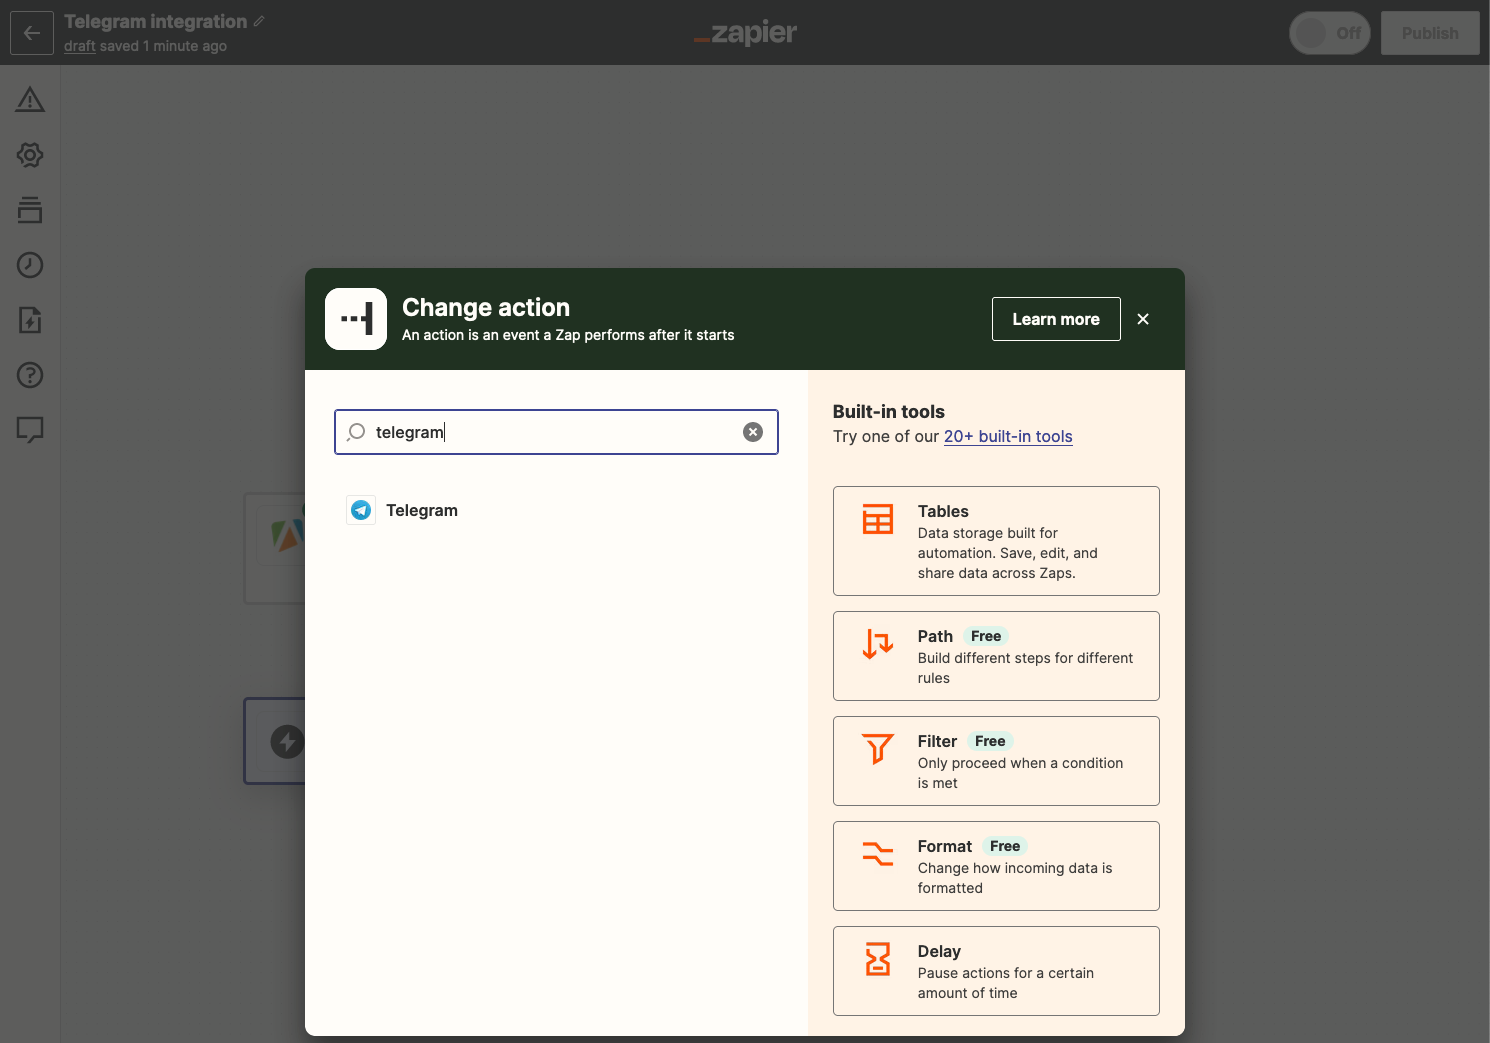 Telegram integration
draft saved 1 minute ago
_zapier
Off
Publish
Change action
An action is an event a Zap performs after it starts
Learn more
telegram
Telegram
Built-in tools
Try one of our 20+ built-in tools
Tables
Data storage built for
automation. Save, edit, and
share data across Zaps.
Path Free
Build different steps for different
rules
Filter Free
Only proceed when a condition
is met
Format Free
Change how incoming data is
formatted
Delay
Pause actions for a certain
amount of time